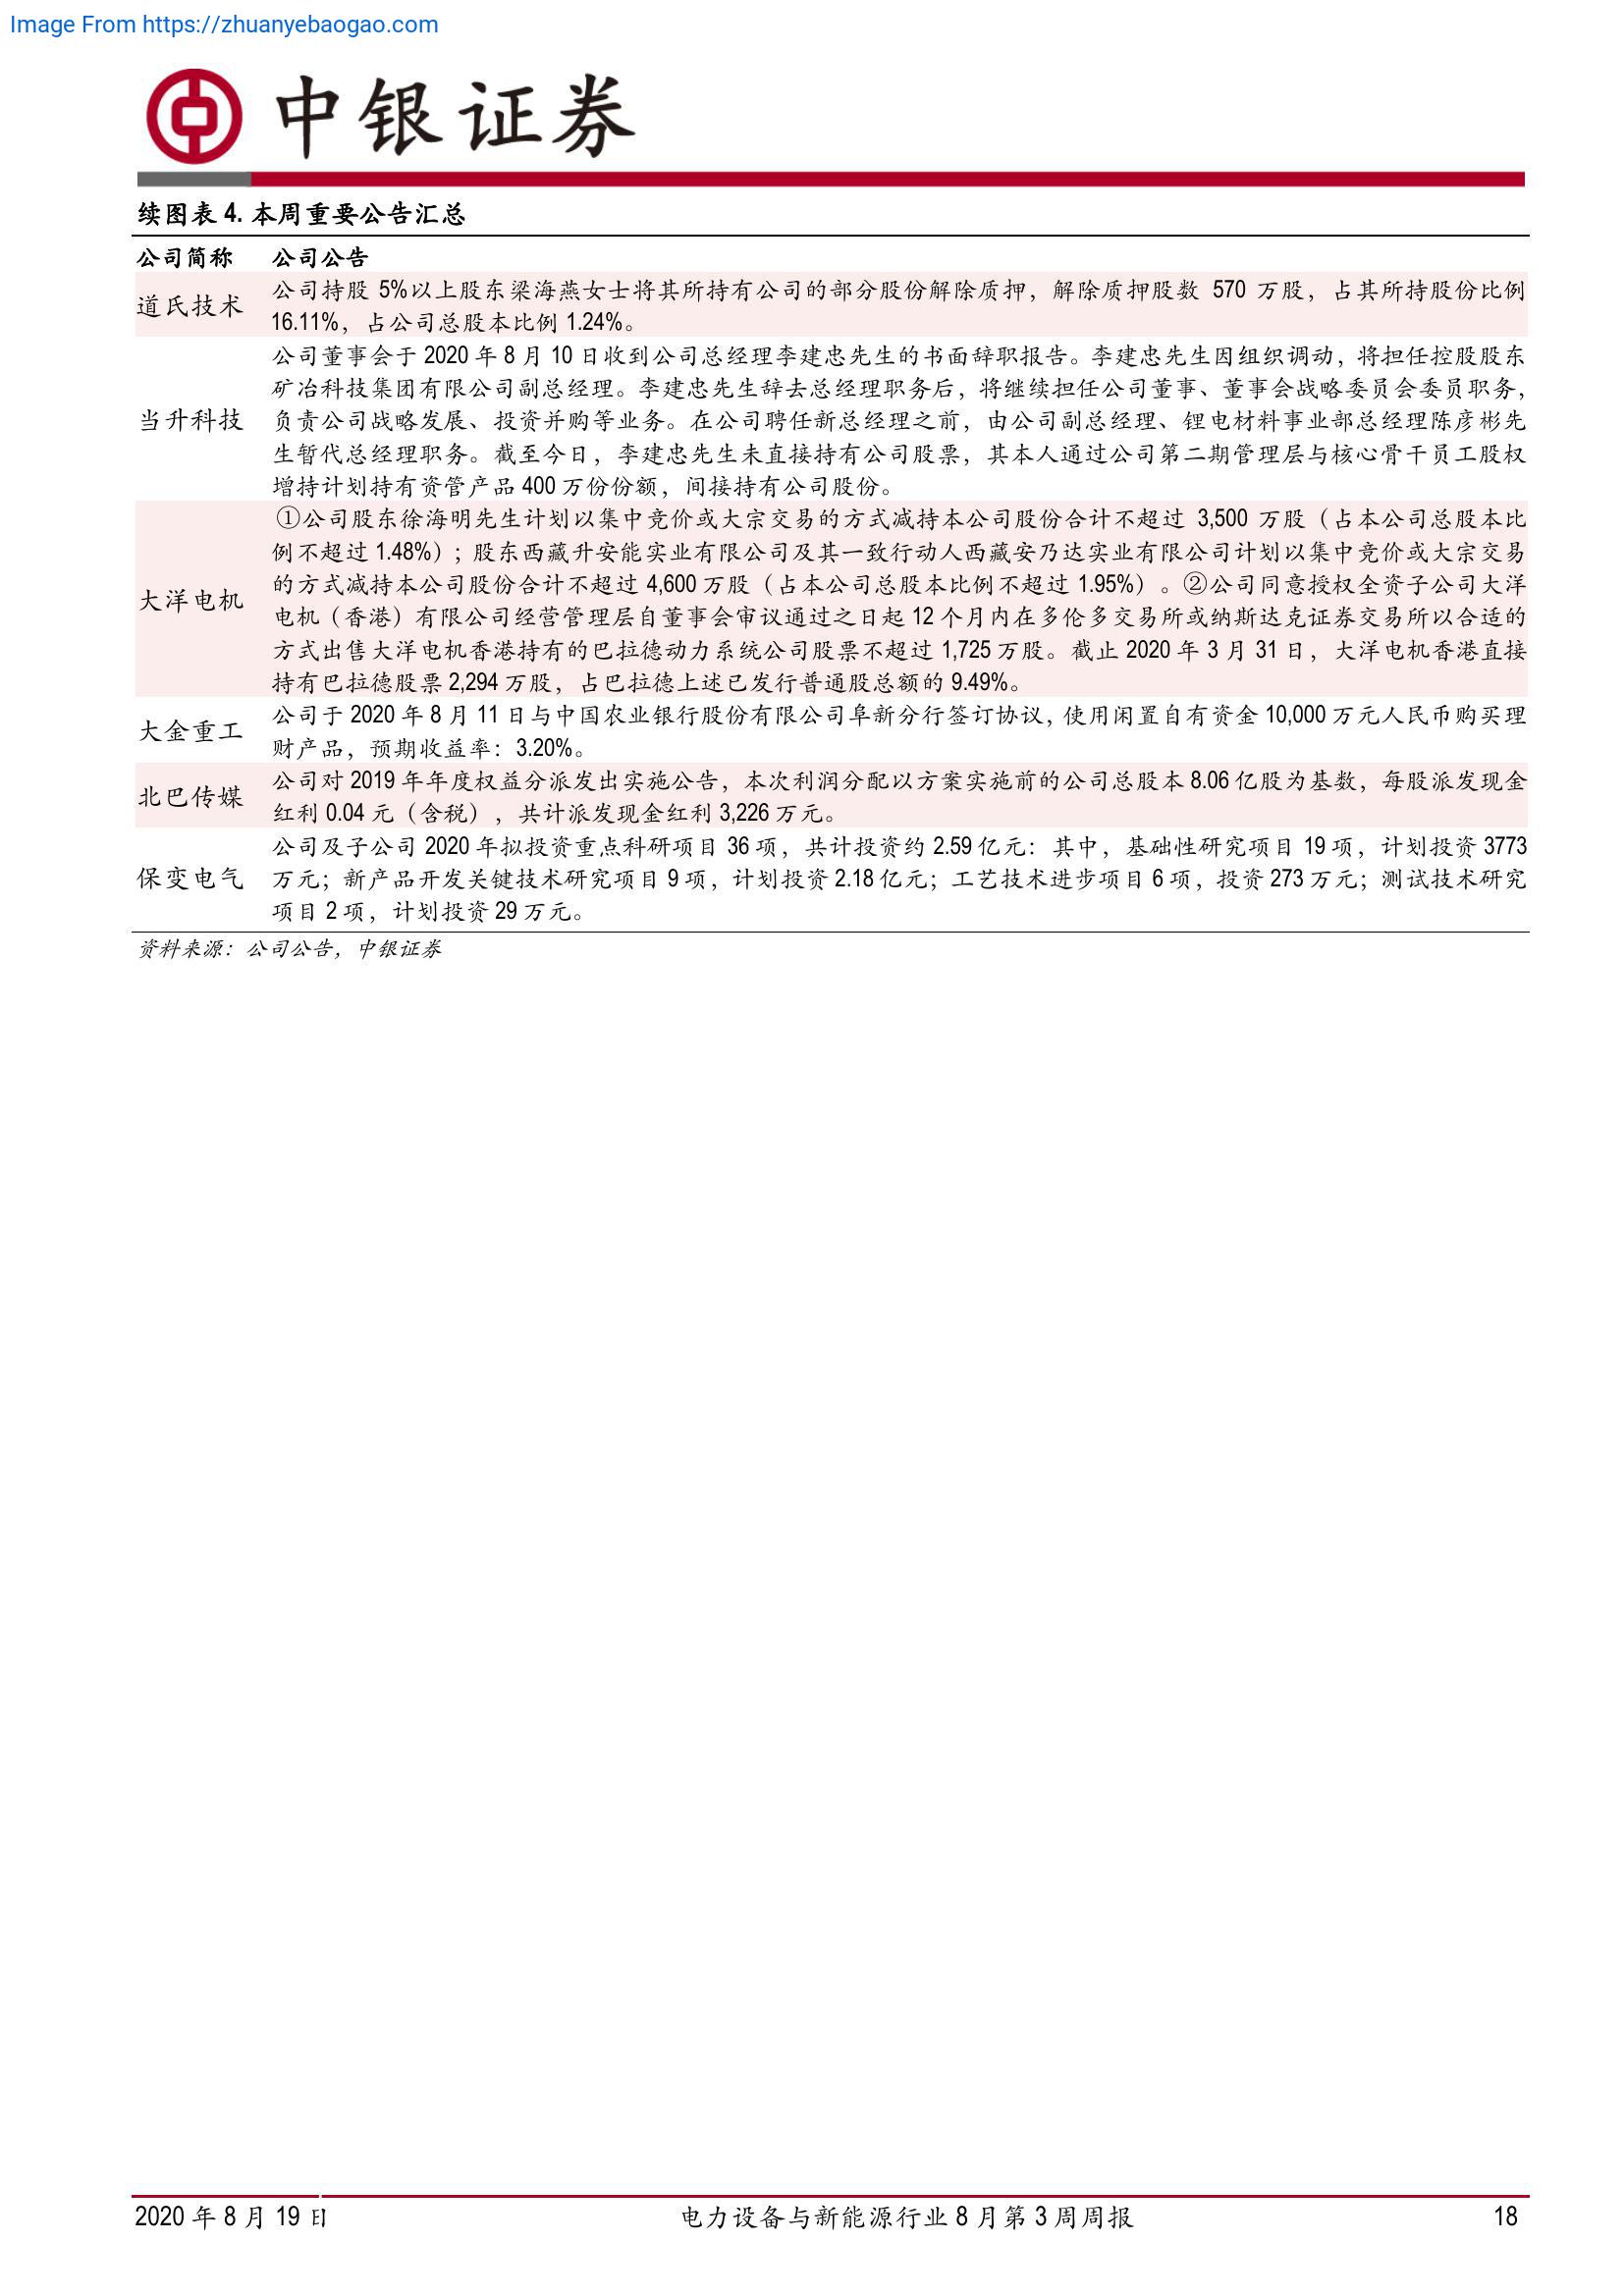 Image From https://zhuanyebaogao.com
中银证券
续图表 4. 本周重要公告汇总
公司简称 公司公告
道氏技术
公司持股 5%以上股东梁海燕女士将其所持有公司的部分股份解除质押，解除质押股数 570 万股，占其所持股份比例
16.11%，占公司总股本比例 1.24%。
当升科技
公司董事会于 2020 年 8 月 10 日收到公司总经理李建忠先生的书面辞职报告。李建忠先生因组织调动，将担任控股股东
矿冶科技集团有限公司副总经理。李建忠先生辞去总经理职务后，将继续担任公司董事、董事会战略委员会委员职务，
负责公司战略发展、投资并购等业务。在公司聘任新总经理之前，由公司副总经理、锂电材料事业部总经理陈彦彬先
生暂代总经理职务。截至今日，李建忠先生未直接持有公司股票，其本人通过公司第二期管理层与核心骨干员工股权
增持计划持有资管产品 400 万份份额，间接持有公司股份。
大洋电机
①公司股东徐海明先生计划以集中竞价或大宗交易的方式减持本公司股份合计不超过 3,500 万股（占本公司总股本比
例不超过 1.48%）；股东西藏升安能实业有限公司及其一致行动人西藏安乃达实业有限公司计划以集中竞价或大宗交易
的方式减持本公司股份合计不超过 4,600 万股（占本公司总股本比例不超过 1.95%）。②公司同意授权全资子公司大洋
电机（香港）有限公司经营管理层自董事会审议通过之日起 12 个月内在多伦多交易所或纳斯达克证券交易所以合适的
方式出售大洋电机香港持有的巴拉德动力系统公司股票不超过 1,725 万股。截止 2020 年 3 月 31 日，大洋电机香港直接
持有巴拉德股票 2,294 万股，占巴拉德上述已发行普通股总额的 9.49%。
大金重工
公司于 2020 年 8 月 11 日与中国农业银行股份有限公司阜新分行签订协议，使用闲置自有资金 10,000 万元人民币购买理
财产品，预期收益率：3.20%。
北巴传媒
公司对 2019 年年度权益分派发出实施公告，本次利润分配以方案实施前的公司总股本 8.06 亿股为基数，每股派发现金
红利 0.04 元（含税），共计派发现金红利 3,226 万元。
保变电气
公司及子公司 2020 年拟投资重点科研项目 36 项，共计投资约 2.59 亿元：其中，基础性研究项目 19 项，计划投资 3773
万元；新产品开发关键技术研究项目 9 项，计划投资 2.18 亿元；工艺技术进步项目 6 项，投资 273 万元；测试技术研究
项目 2 项，计划投资 29 万元。
资料来源：公司公告，中银证券
2020 年 8 月 19 日 电力设备与新能源行业 8 月第 3 周周报 18